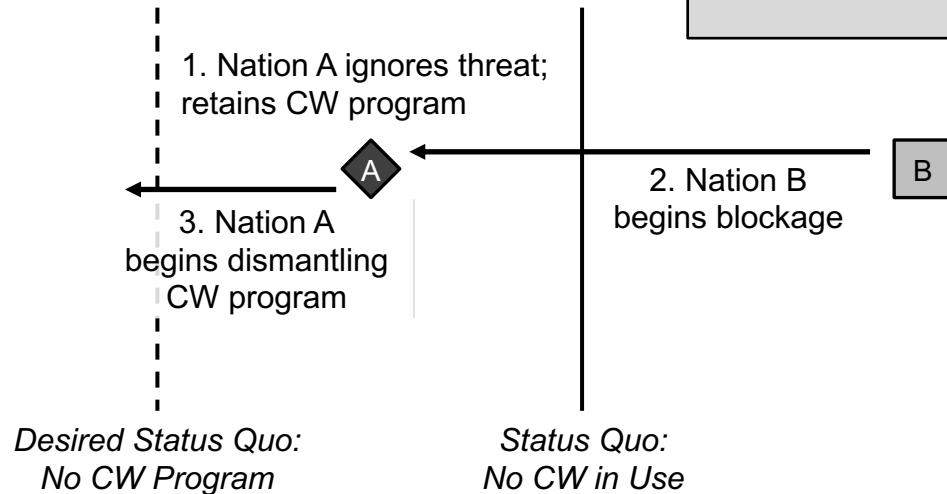 1. Nation A ignores threat;
retains CW program
A
B
2. Nation B
begins blockage
3. Nation A
begins dismantling
CW program
Desired Status Quo:
No CW Program
Status Quo:
No CW in Use